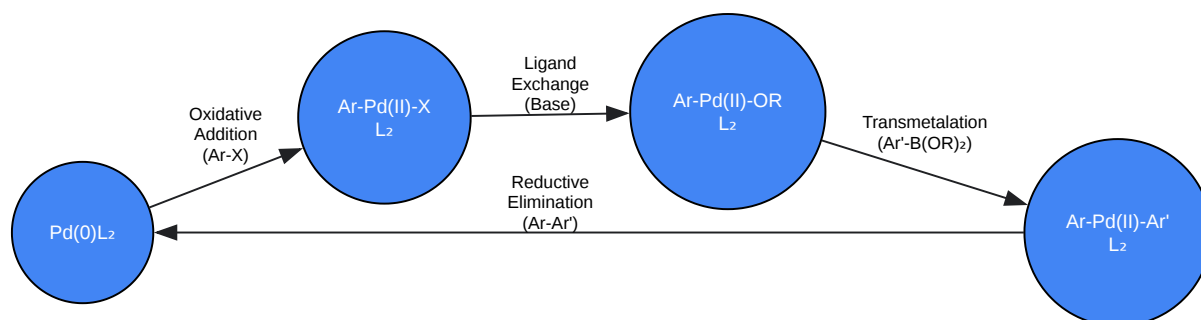 Pd(0)L₂
Oxidative
Addition
(Ar-X)
Ar-Pd(II)-X
L₂
Ligand
Exchange
(Base)
Ar-Pd(II)-OR
L₂
Transmetalation
(Ar'-B(OR)₂)
Ar-Pd(II)-Ar'
L₂
Reductive
Elimination
(Ar-Ar')